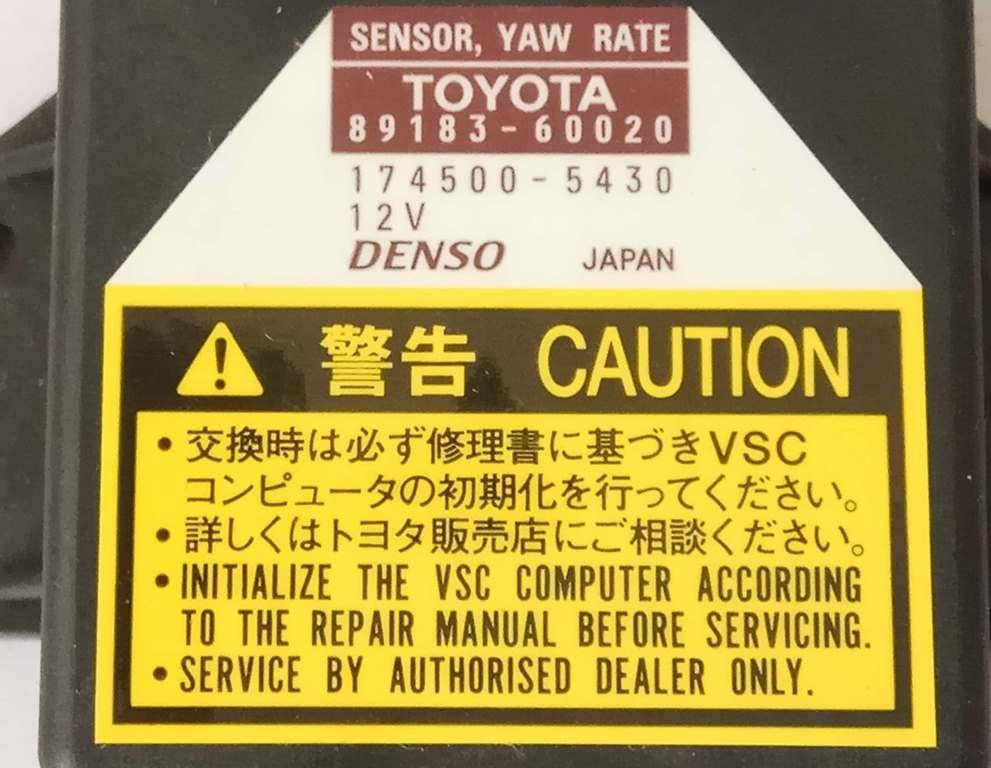 SENSOR, YAW RATE
TOYOTA
89183-60020
174500-5430
12V
DENSO JAPAN
警告 CAUTION
• 交換時は必ず修理書に基づきVSC
コンピュータの初期化を行ってください。
• 詳しくはトヨタ販売店にご相談ください。
• INITIALIZE THE VSC COMPUTER ACCORDING
TO THE REPAIR MANUAL BEFORE SERVICING.
• SERVICE BY AUTHORISED DEALER ONLY.